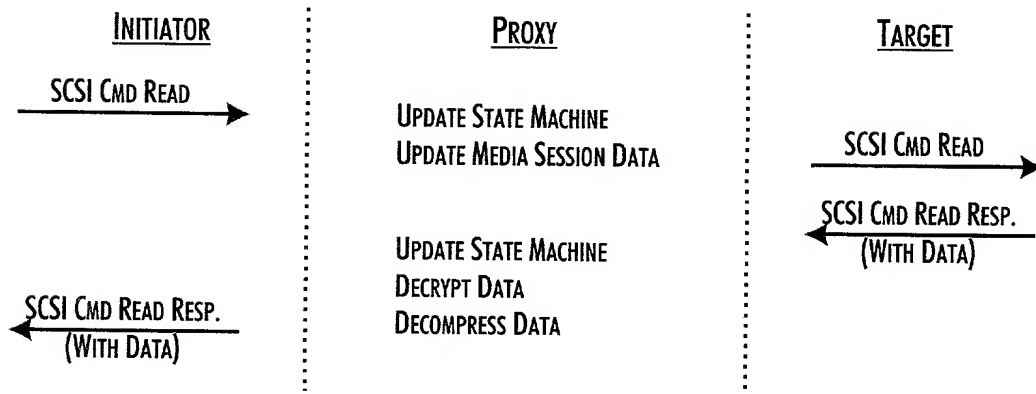 INITIATOR
PROXY
TARGET
SCSI CMD READ
UPDATE STATE MACHINE
UPDATE MEDIA SESSION DATA
SCSI CMD READ
SCSI CMD READ RESP.
(WITH DATA)
UPDATE STATE MACHINE
DECRYPT DATA
DECOMPRESS DATA
SCSI CMD READ RESP.
(WITH DATA)